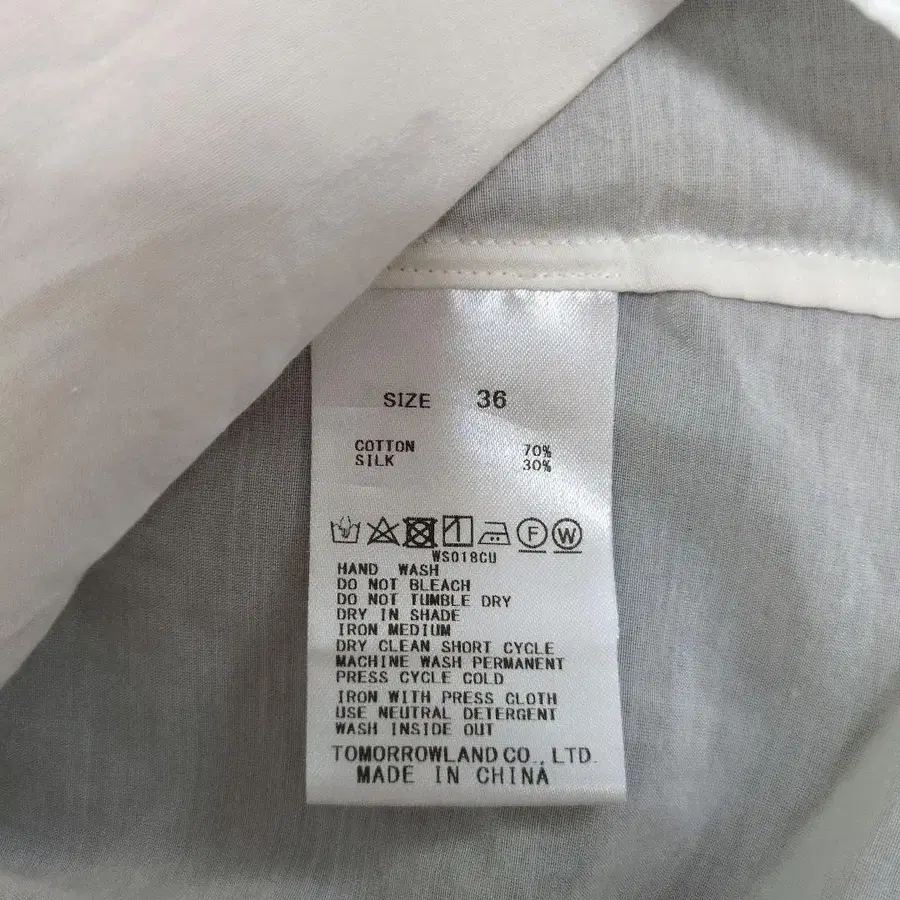 SIZE 36
COTTON 70%
SILK 30%
F W
WS018CU
HAND WASH
DO NOT BLEACH
DO NOT TUMBLE DRY
DRY IN SHADE
IRON MEDIUM
DRY CLEAN SHORT CYCLE
MACHINE WASH PERMANENT
PRESS CYCLE COLD
IRON WITH PRESS CLOTH
USE NEUTRAL DETERGENT
WASH INSIDE OUT
TOMORROWLAND CO., LTD.
MADE IN CHINA